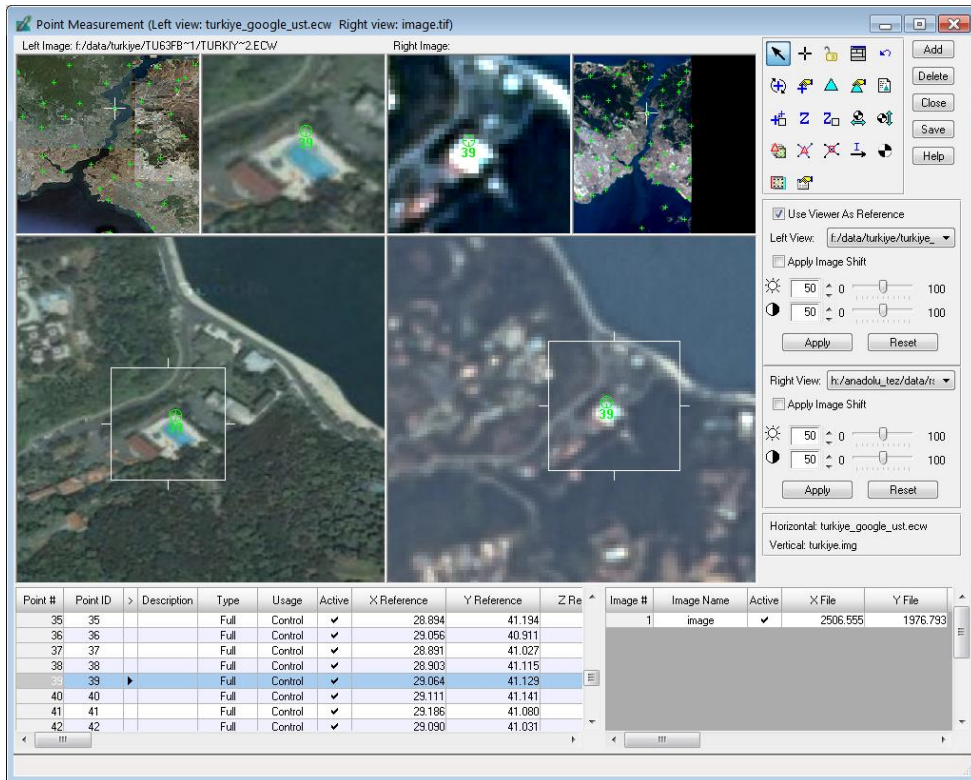 Point Measurement (Left view: turkiye_google_ust.ecw Right view: image.tif)
Left Image: f:/data/turkiye/TU63FB~1/TURKIY~2.ECW
Right Image:
39
39
39
39
Add
Delete
Close
Save
Help
Use Viewer As Reference
Left View: f:/data/turkiye/turkiye_
Apply Image Shift
50 0 100
50 0 100
Apply Reset
Right View: h:/anadolu_tez/data/ra
Apply Image Shift
50 0 100
50 0 100
Apply Reset
Horizontal: turkiye_google_ust.ecw
Vertical: turkiye.img
Point # Point ID > Description Type Usage Active X Reference Y Reference Z Re
35 35 Full Control 28.894 41.194
36 36 Full Control 29.056 40.911
37 37 Full Control 28.891 41.027
38 38 Full Control 28.903 41.115
39 39 Full Control 29.064 41.129
40 40 Full Control 29.111 41.141
41 41 Full Control 29.186 41.080
42 42 Full Control 29.090 41.031
Image # Image Name Active X File Y File
1 image 2506.555 1976.793